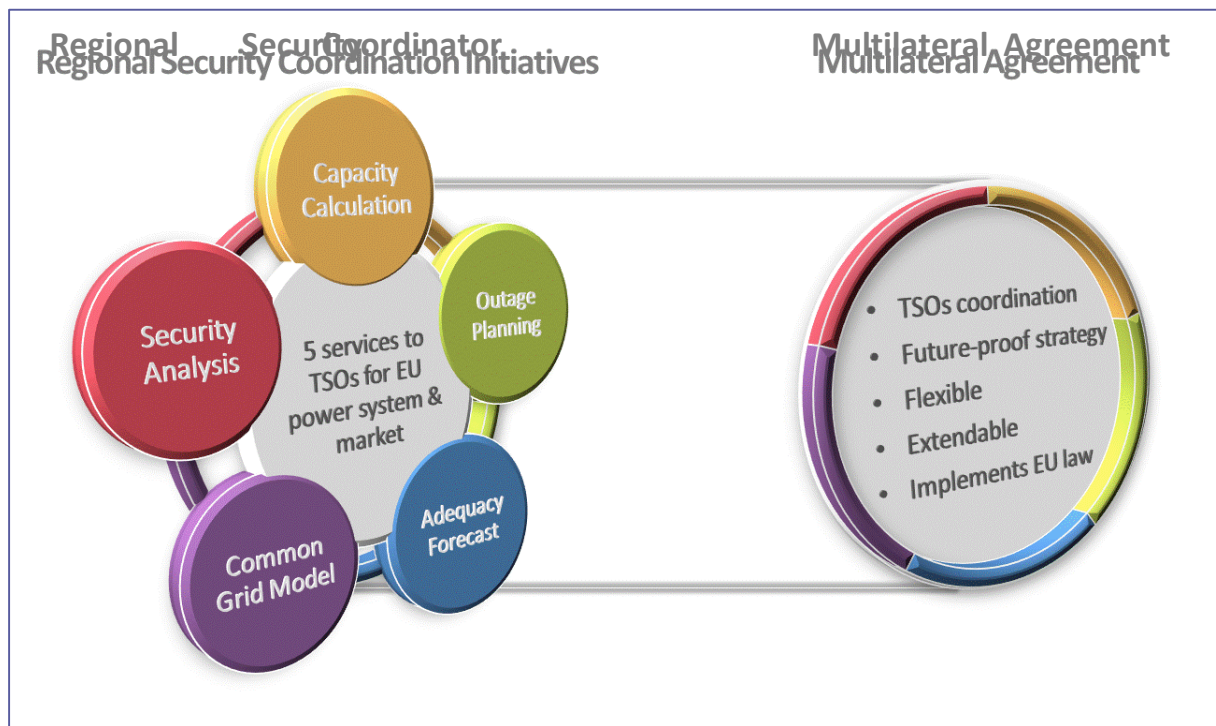 Regional Security Coordinator
Regional Security Coordination Initiatives
Multilateral Agreement
Multilateral Agreement
Capacity
Calculation
Outage
Planning
Security
Analysis
5 services to
TSOs for EU
power system &
market
Adequacy
Forecast
Common
Grid Model
• TSOs coordination
• Future-proof strategy
• Flexible
• Extendable
• Implements EU law